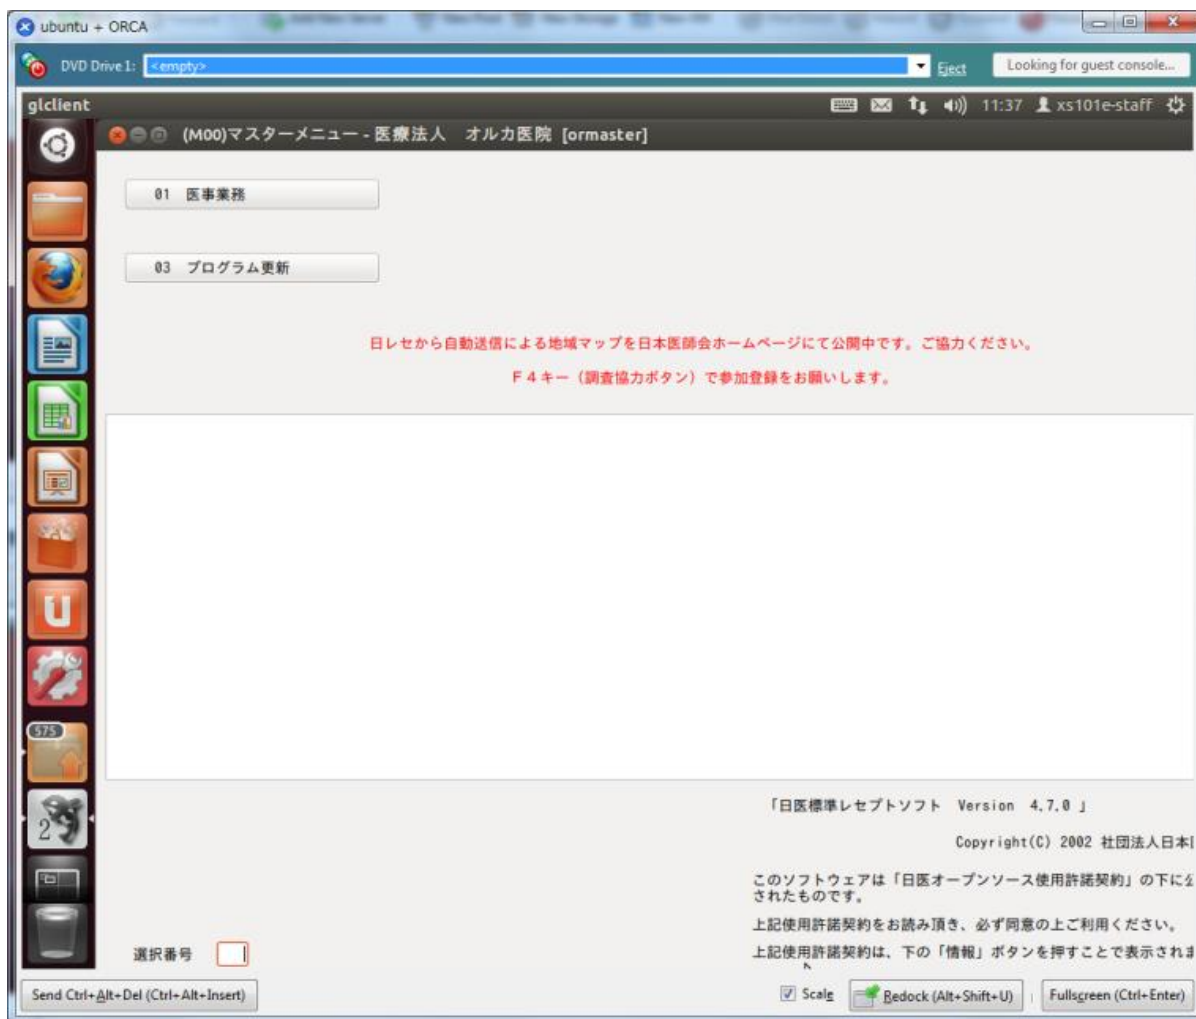 ubuntu + ORCA
DVD Drive 1: <empty> Eject Looking for guest console...
glclient 11:37 xs101e-staff
(M00)マスターメニュー - 医療法人 オルカ医院 [ormaster]
01 医事業務
03 プログラム更新
日レセから自動送信による地域マップを日本医師会ホームページにて公開中です。ご協力ください。
F4キー（調査協力ボタン）で参加登録をお願いします。
575
2
「日医標準レセプトソフト Version 4.7.0 」
Copyright(C) 2002 社団法人日本
このソフトウェアは「日医オープンソース使用許諾契約」の下に公
されたものです。
上記使用許諾契約をお読み頂き、必ず同意の上ご利用ください。
上記使用許諾契約は、下の「情報」ボタンを押すことで表示されま
選択番号
Send Ctrl+Alt+Del (Ctrl+Alt+Insert) Scale Redock (Alt+Shift+U) Fullscreen (Ctrl+Enter)